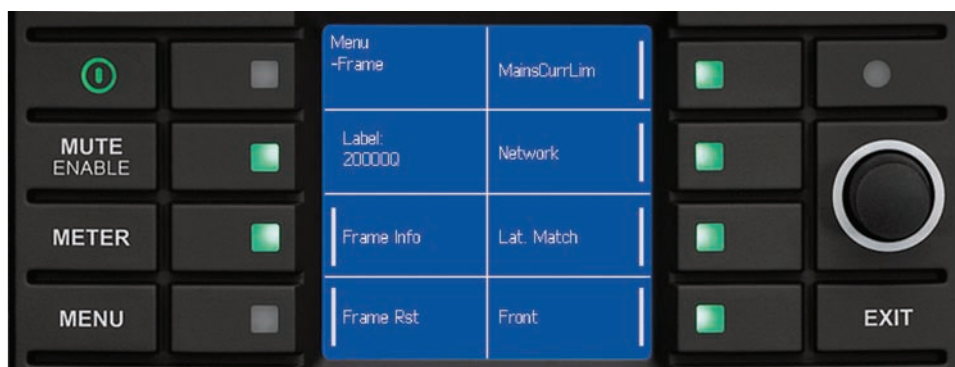 MUTE
ENABLE
METER
MENU
Menu
-Frame
MainsCurrLim
Label:
20000Q
Network
Frame Info
Lat. Match
Frame Rst
Front
EXIT